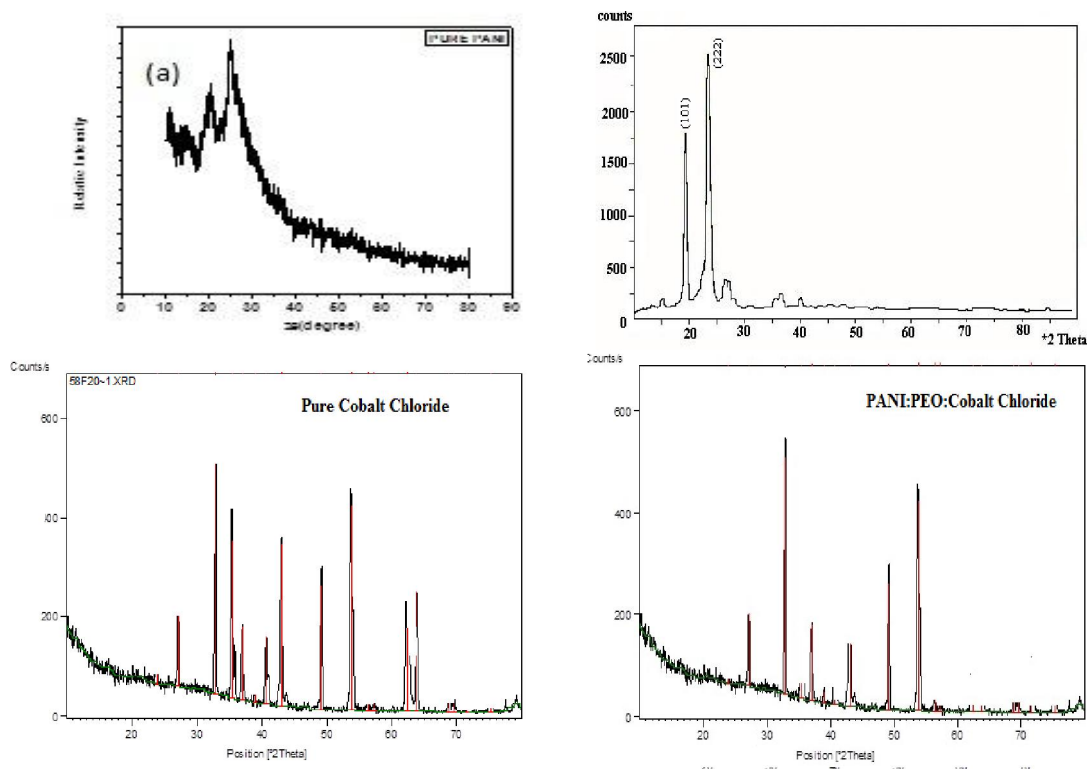 PURE PANI
(a)
Relative Intensity
0 10 20 30 40 50 60 70 80 90
2θ(degree)
counts
2500
2000
1500
1000
500
0
(101)
(222)
20 30 40 50 60 70 80
*2 Theta
Counts/s
58F20~1.XRD
Pure Cobalt Chloride
600
400
200
0
20 30 40 50 60 70
Position [°2Theta]
Counts/s
PANI:PEO:Cobalt Chloride
600
400
200
0
20 30 40 50 60 70
Position [°2Theta]